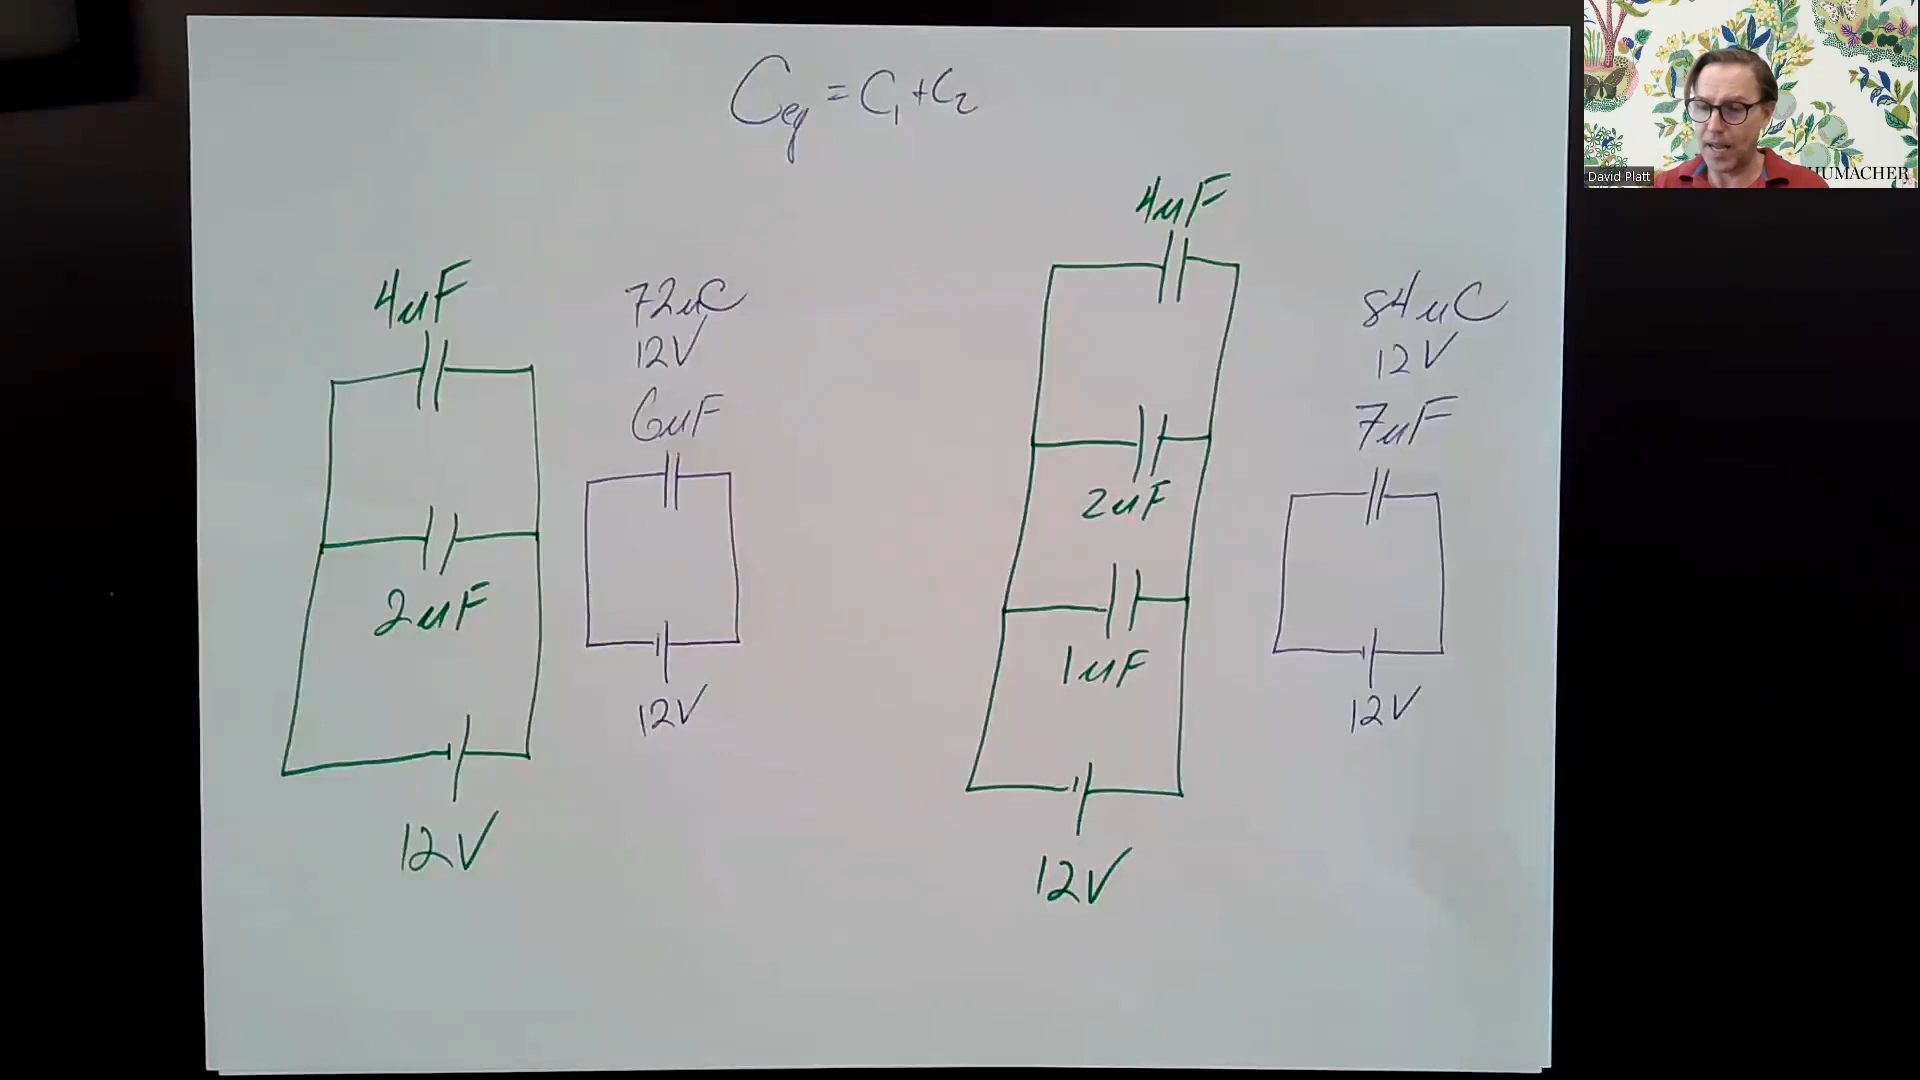 Ceq = C1 + C2
4uF
2uF
12V
72uC
12V
6uF
12V
4uF
2uF
1uF
12V
84uC
12V
7uF
12V
David Platt
HUMACHER